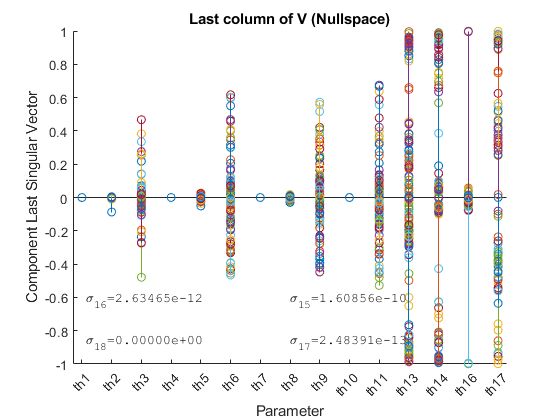 Last column of V (Nullspace)
Component Last Singular Vector
1
0.8
0.6
0.4
0.2
0
-0.2
-0.4
-0.6
-0.8
-1
σ16=2.63465e-12
σ15=1.60856e-10
σ18=0.00000e+00
σ17=2.48391e-13
th1 th2 th3 th4 th5 th6 th7 th8 th9 th10 th11 th13 th14 th16 th17
Parameter